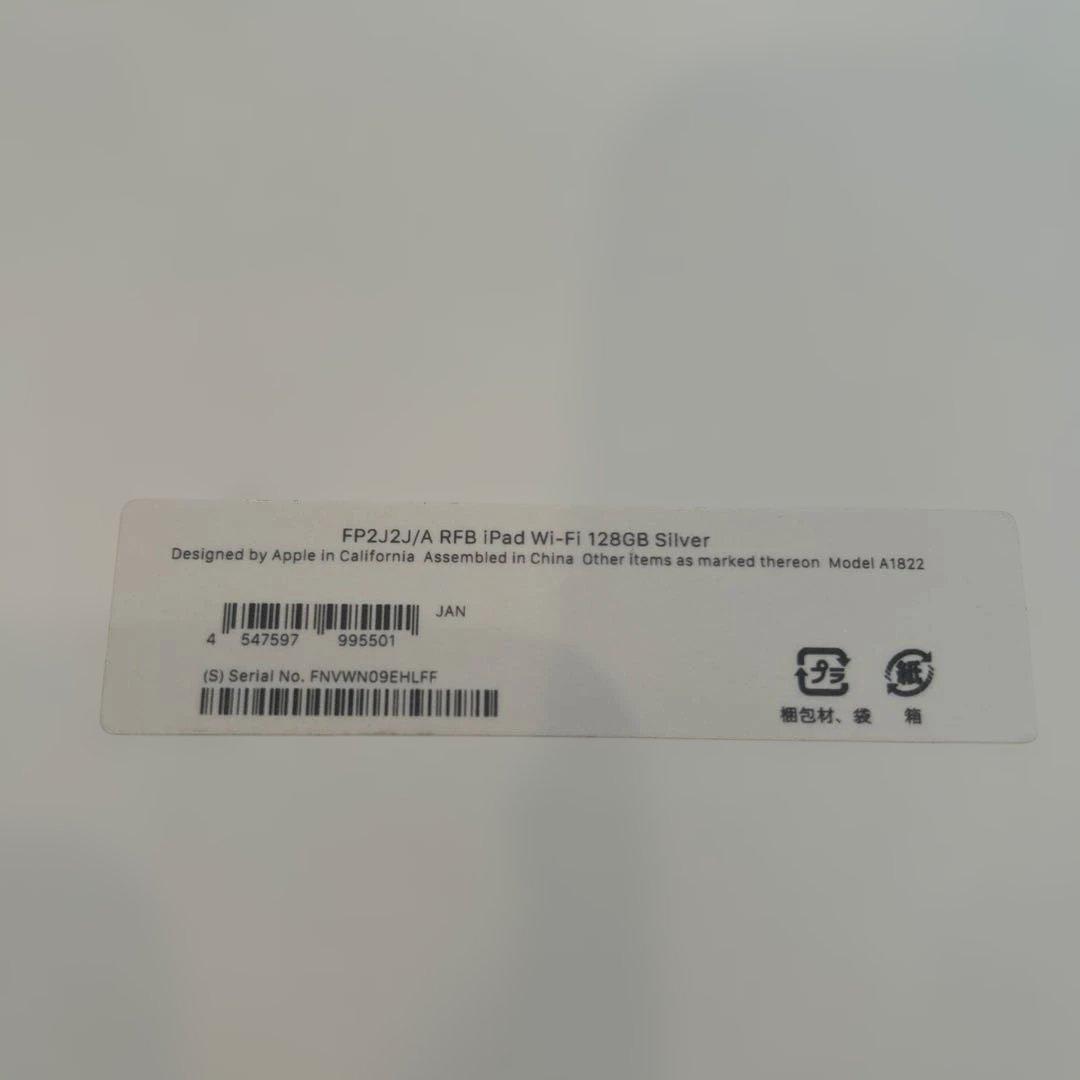 FP2J2J/A RFB iPad Wi-Fi 128GB Silver
Designed by Apple in California Assembled in China Other items as marked thereon Model A1822
JAN
4 547597 995501
(S) Serial No. FNVWN09EHLFF
プラ 紙
梱包材、袋 箱